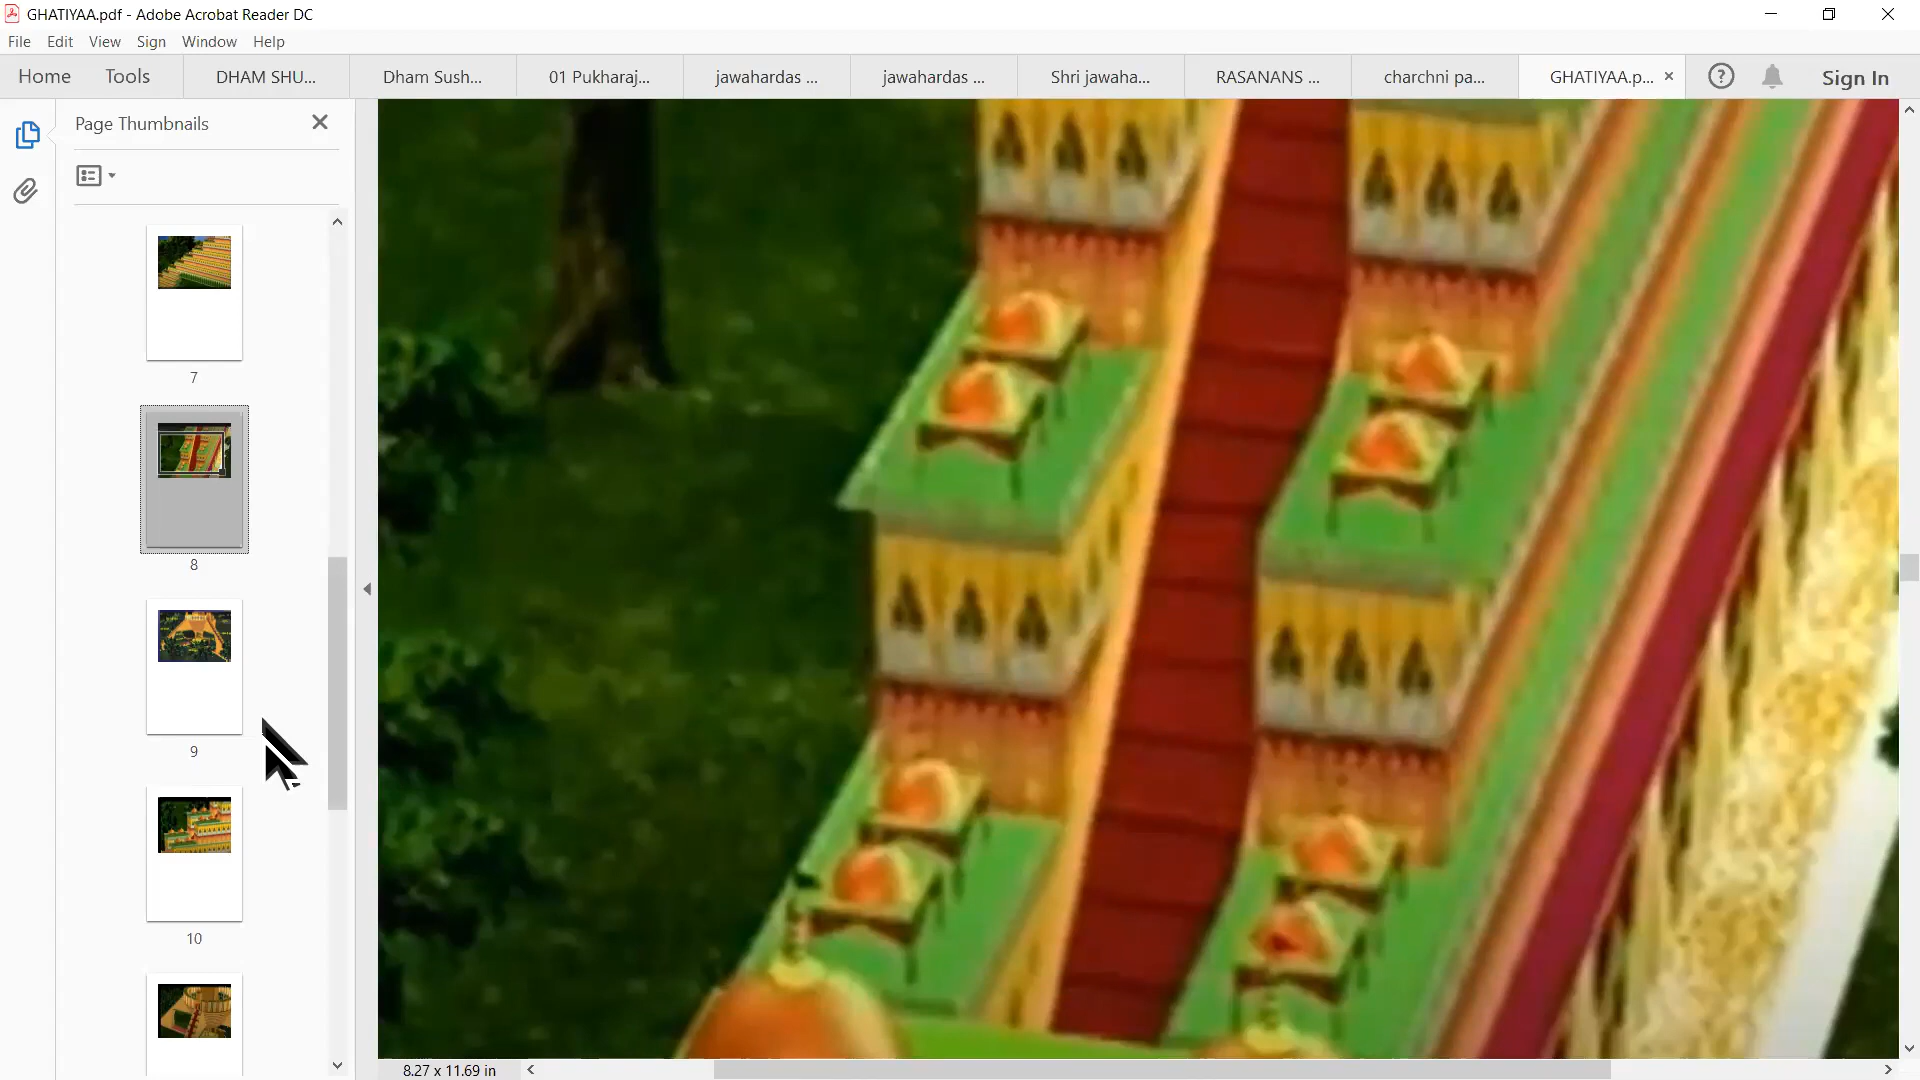 GHATIYAA.pdf - Adobe Acrobat Reader DC
File Edit View Sign Window Help
Home Tools DHAM SHU... Dham Sush... 01 Pukharaj... jawahardas ... jawahardas ... Shri jawaha... RASANANS ... charchni pa... GHATIYAA.p... Sign In
Page Thumbnails
7
8
9
10
8.27 x 11.69 in